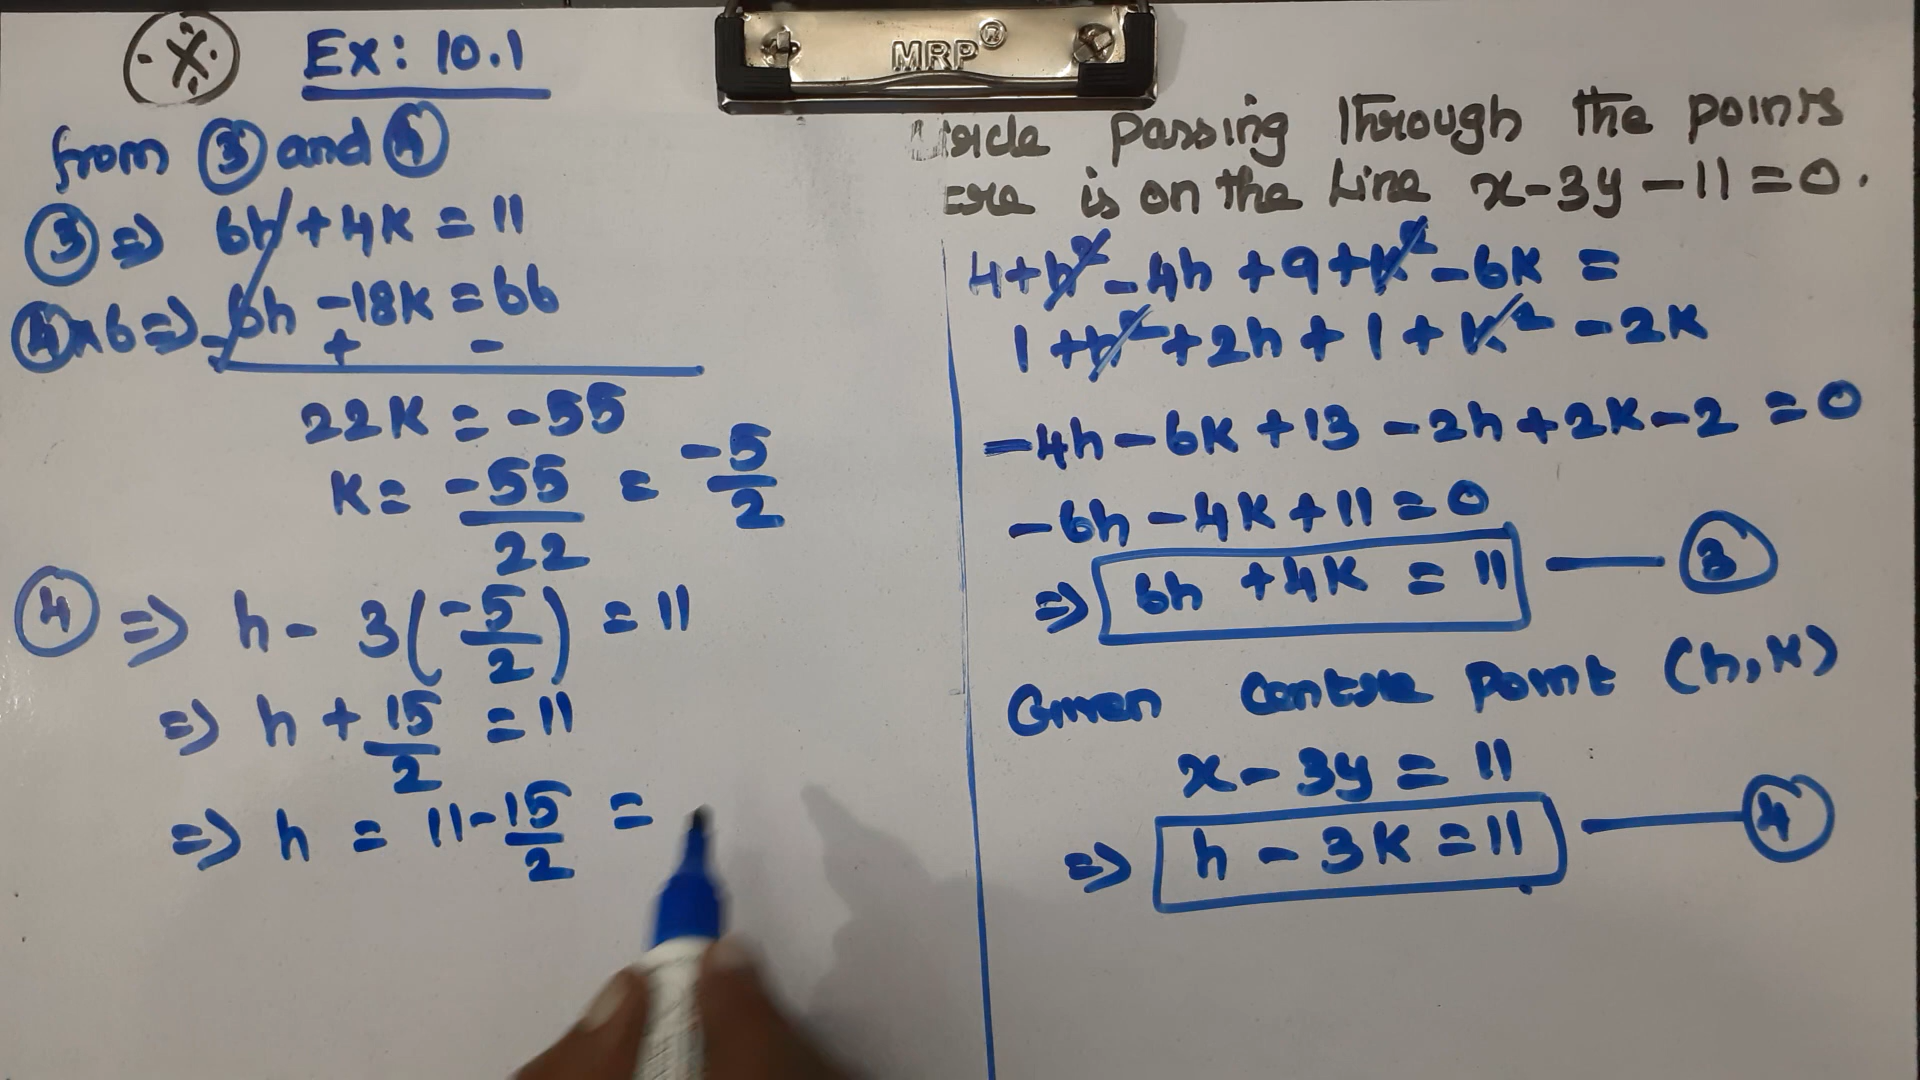 Ex: 10.1
MRP®
from ③ and ④
③ ⇒ 6h + 4k = 11
④×6 ⇒ 6h - 18k = 66
- + -
22k = -55
k = -55/22 = -5/2
④ ⇒ h - 3(-5/2) = 11
⇒ h + 15/2 = 11
⇒ h = 11 - 15/2 =
passing through the points
is on the Line x - 3y - 11 = 0.
4 + h² - 4h + 9 + k² - 6k =
1 + h² + 2h + 1 + k² - 2k
-4h - 6k + 13 - 2h + 2k - 2 = 0
-6h - 4k + 11 = 0
⇒ 6h + 4k = 11 — ③
Given centre point (h,k)
x - 3y = 11
⇒ h - 3k = 11 — ④